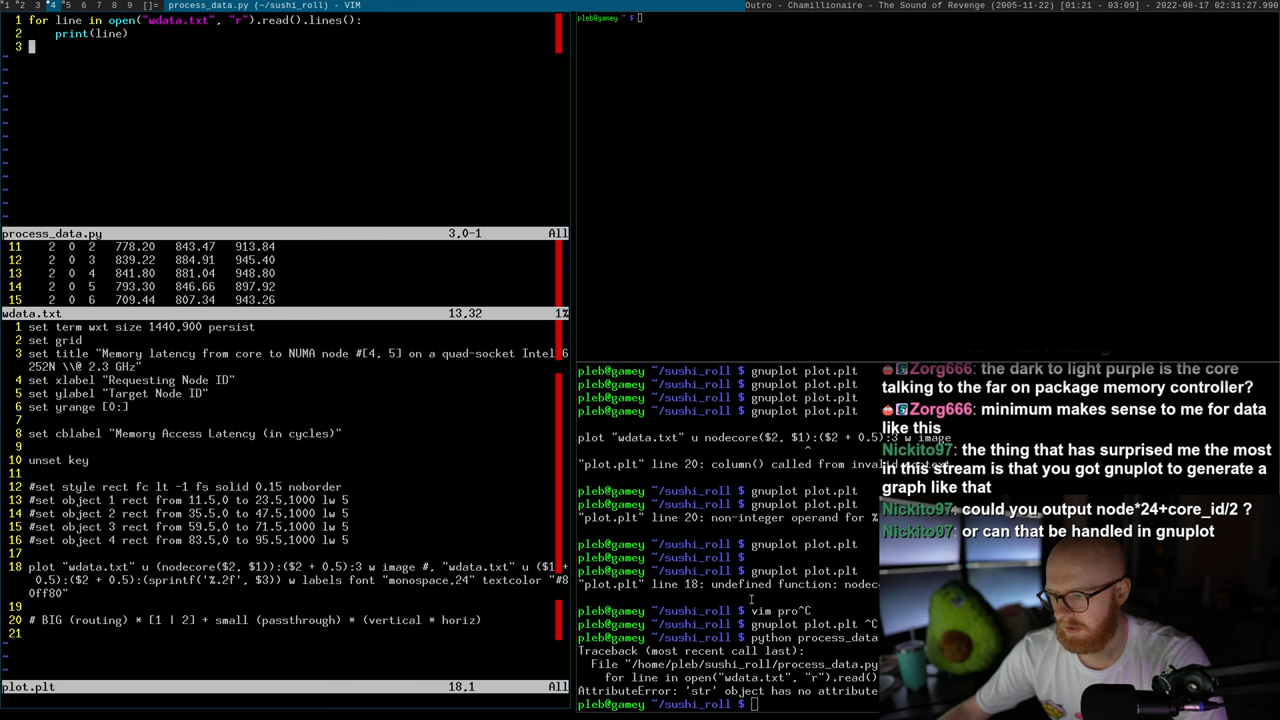 1 2 3 4 5 6 7 8 9 []= process_data.py (~/sushi_roll) - VIM
Outro - Chamillionaire - The Sound of Revenge (2005-11-22) [01:21 - 03:09] - 2022-08-17 02:31:27.990
1 for line in open("wdata.txt", "r").read().lines():
2     print(line)
3
~
~
~
~
~
~
~
~
~
~
~
~
~
process_data.py 3,0-1 All
11 2 0 2 778.20 843.47 913.84
12 2 0 3 839.22 884.91 945.40
13 2 0 4 841.80 881.04 948.80
14 2 0 5 793.30 846.66 897.92
15 2 0 6 709.44 807.34 943.26
wdata.txt 13,32 1%
1 set term wxt size 1440,900 persist
2 set grid
3 set title "Memory latency from core to NUMA node #[4, 5] on a quad-socket Intel 6
252N \\@ 2.3 GHz"
4 set xlabel "Requesting Node ID"
5 set ylabel "Target Node ID"
6 set yrange [0:]
7
8 set cblabel "Memory Access Latency (in cycles)"
9
10 unset key
11
12 #set style rect fc lt -1 fs solid 0.15 noborder
13 #set object 1 rect from 11.5,0 to 23.5,1000 lw 5
14 #set object 2 rect from 35.5,0 to 47.5,1000 lw 5
15 #set object 3 rect from 59.5,0 to 71.5,1000 lw 5
16 #set object 4 rect from 83.5,0 to 95.5,1000 lw 5
17
18 plot "wdata.txt" u (nodecore($2, $1)):($2 + 0.5):3 w image #, "wdata.txt" u ($1
+ 0.5):($2 + 0.5):(sprintf('%.2f', $3)) w labels font "monospace,24" textcolor "#8
0ff80"
19
20 # BIG (routing) * [1 | 2] + small (passthrough) * (vertical * horiz)
21
~
~
~
plot.plt 18,1 All
pleb@gamey ~ $
pleb@gamey ~/sushi_roll $ gnuplot plot.plt
pleb@gamey ~/sushi_roll $ gnuplot plot.plt
pleb@gamey ~/sushi_roll $ gnuplot plot.plt
pleb@gamey ~/sushi_roll $ gnuplot plot.plt
plot "wdata.txt" u nodecore($2, $1):($2 + 0.5):3 w image
^
"plot.plt" line 20: column() called from invalid
pleb@gamey ~/sushi_roll $ gnuplot plot.plt
pleb@gamey ~/sushi_roll $ gnuplot plot.plt
"plot.plt" line 20: non-integer operand for %
pleb@gamey ~/sushi_roll $ gnuplot plot.plt
pleb@gamey ~/sushi_roll $
pleb@gamey ~/sushi_roll $ gnuplot plot.plt
"plot.plt" line 18: undefined function: nodec
pleb@gamey ~/sushi_roll $ vim pro^C
pleb@gamey ~/sushi_roll $ gnuplot plot.plt ^C
pleb@gamey ~/sushi_roll $ python process_data
Traceback (most recent call last):
File "/home/pleb/sushi_roll/process_data.py
for line in open("wdata.txt", "r").read()
AttributeError: 'str' object has no attribute
pleb@gamey ~/sushi_roll $
Zorg666: the dark to light purple is the core
talking to the far on package memory controller?
Zorg666: minimum makes sense to me for data
like this
Nickito97: the thing that has surprised me the most
in this stream is that you got gnuplot to generate a
graph like that
Nickito97: could you output node*24+core_id/2 ?
Nickito97: or can that be handled in gnuplot